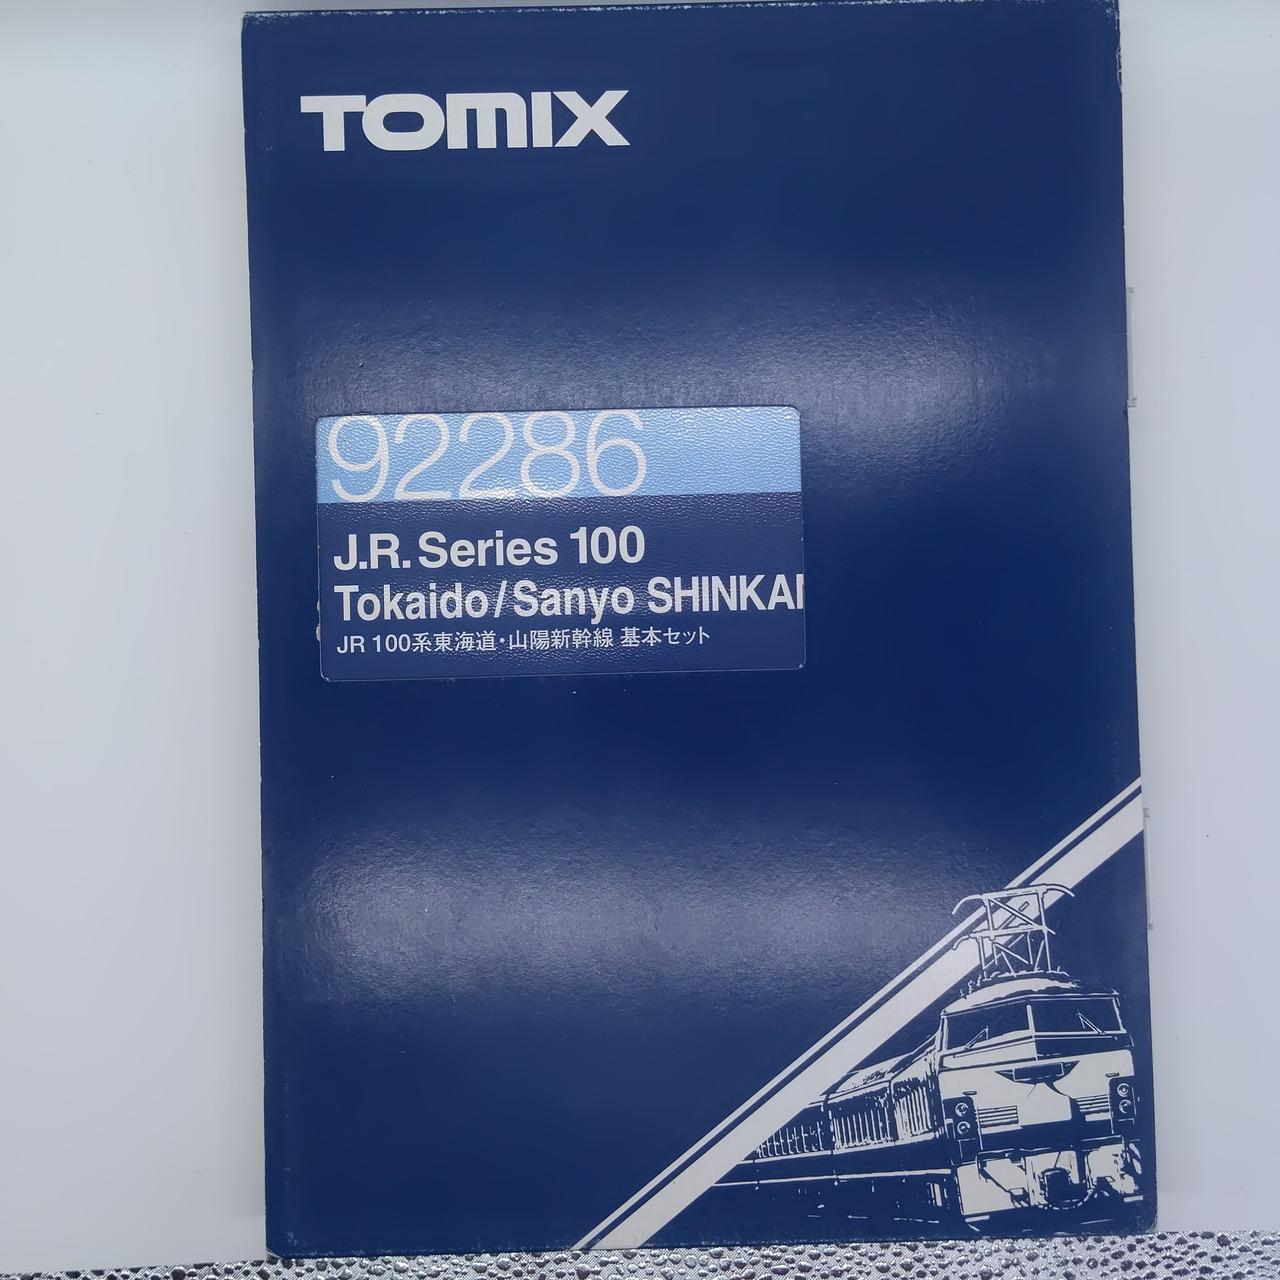 TOMIX
92286
J.R. Series 100
Tokaido/Sanyo SHINKAN
JR 100系東海道・山陽新幹線 基本セット